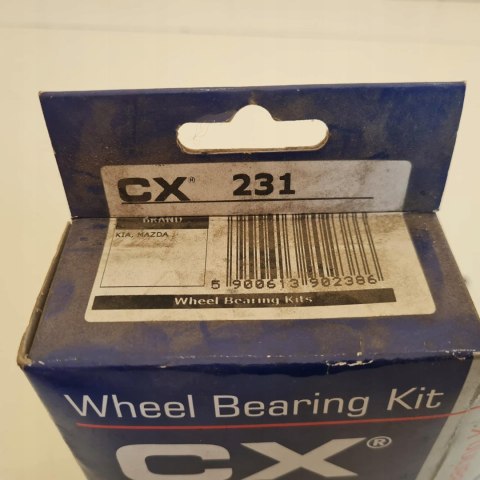 CX® 231
BRAND
KIA, MAZDA
5 900613 902386
Wheel Bearing Kits
Wheel Bearing Kit
CX®